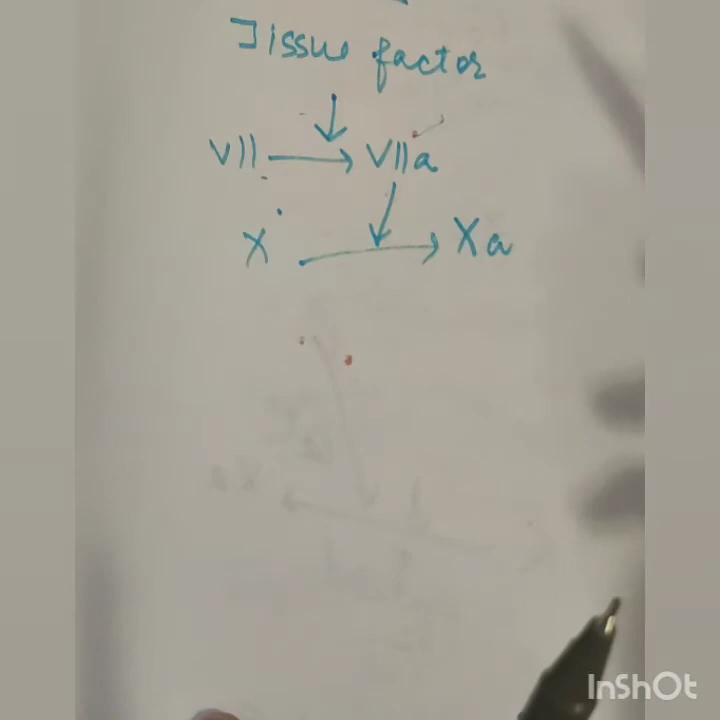 Tissue factor
VII → VIIa
X → Xa
InShOt